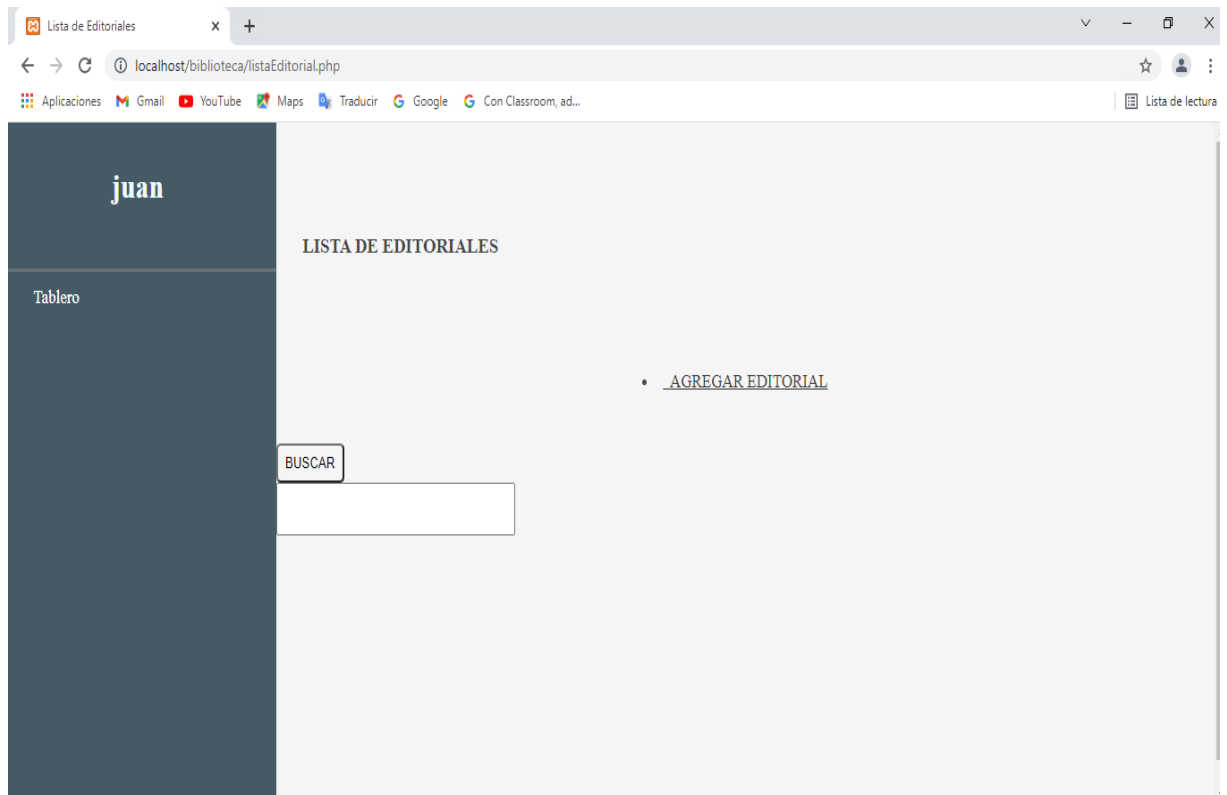 Lista de Editoriales
localhost/biblioteca/listaEditorial.php
Aplicaciones Gmail YouTube Maps Traducir Google Con Classroom, ad... Lista de lectura
juan
LISTA DE EDITORIALES
Tablero
AGREGAR EDITORIAL
BUSCAR